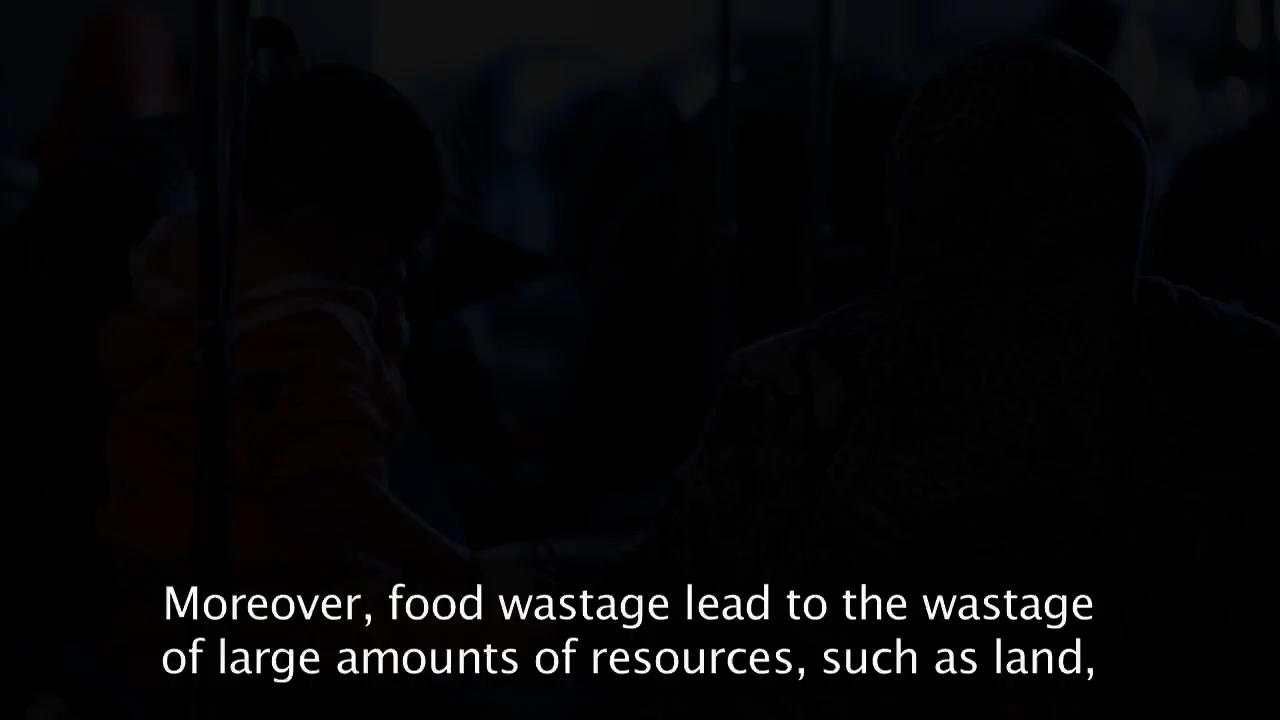 Moreover, food wastage lead to the wastage
of large amounts of resources, such as land,